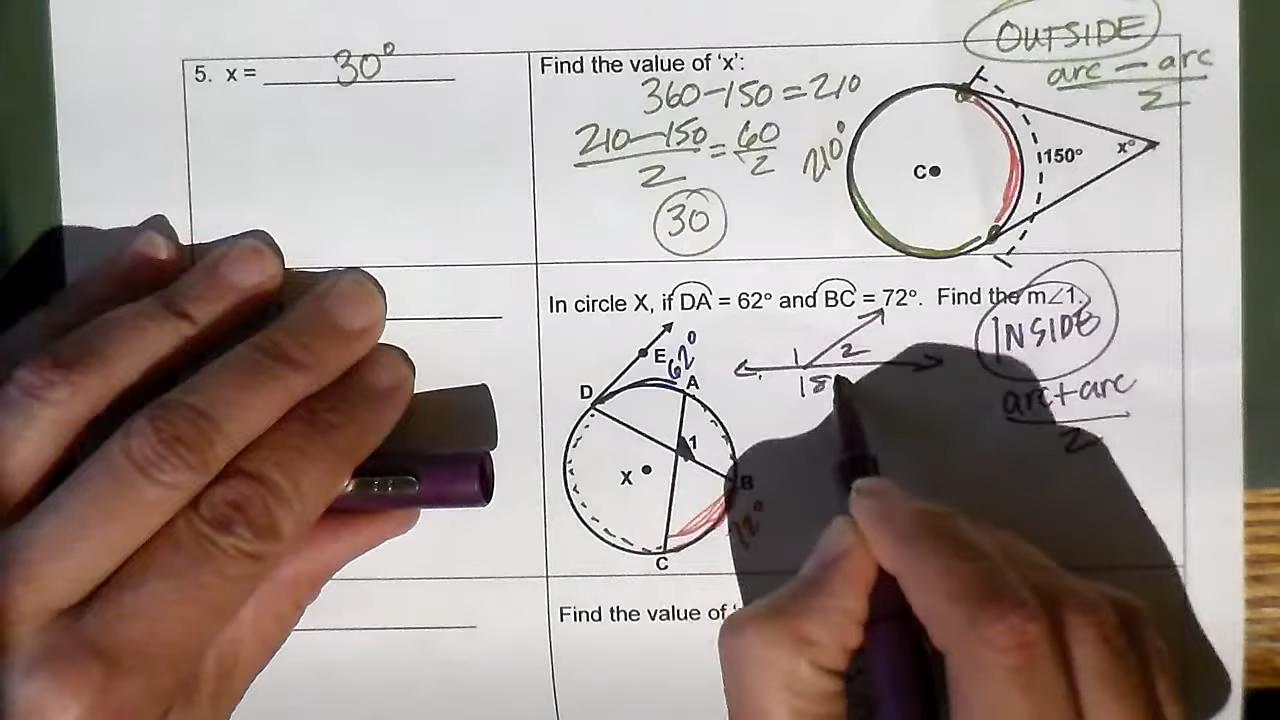 5. x = 30°
Find the value of 'x':
360-150=210
210-150/2 = 60/2
30
OUTSIDE
arc - arc
2
210°
C
150°
x°
In circle X, if DA = 62° and BC = 72°. Find the m∠1.
INSIDE
arc+arc
2
1 2
18
E
62°
D
A
1
X
B
72°
C
Find the value of